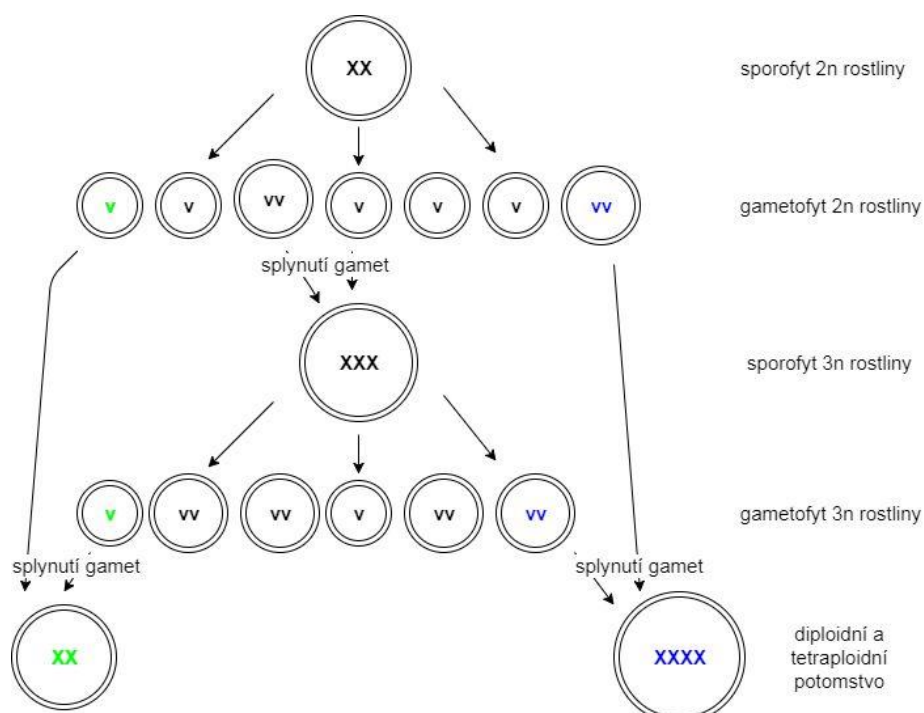 XX
sporofyt 2n rostliny
v v vv v v v vv
gametofyt 2n rostliny
splynutí gamet
XXX
sporofyt 3n rostliny
v vv vv v vv vv
gametofyt 3n rostliny
splynutí gamet
splynutí gamet
XX
XXXX
diploidní a
tetraploidní
potomstvo